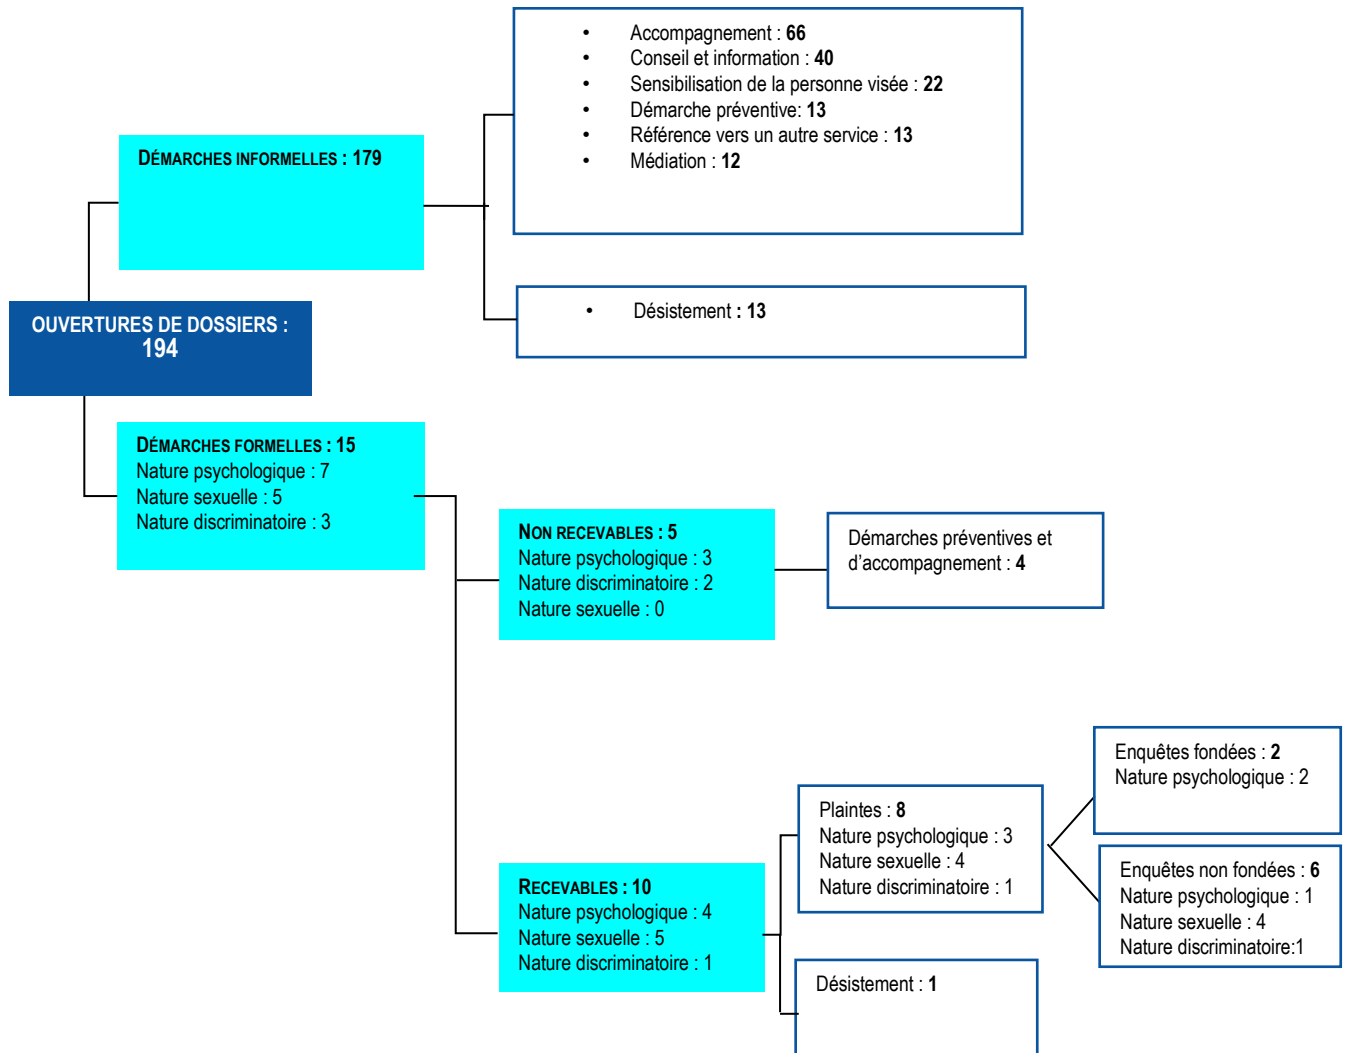 • Accompagnement : 66
• Conseil et information : 40
• Sensibilisation de la personne visée : 22
• Démarche préventive: 13
• Référence vers un autre service : 13
• Médiation : 12
DÉMARCHES INFORMELLES : 179
• Désistement : 13
OUVERTURES DE DOSSIERS :
194
DÉMARCHES FORMELLES : 15
Nature psychologique : 7
Nature sexuelle : 5
Nature discriminatoire : 3
NON RECEVABLES : 5
Nature psychologique : 3
Nature discriminatoire : 2
Nature sexuelle : 0
Démarches préventives et
d'accompagnement : 4
RECEVABLES : 10
Nature psychologique : 4
Nature sexuelle : 5
Nature discriminatoire : 1
Plaintes : 8
Nature psychologique : 3
Nature sexuelle : 4
Nature discriminatoire : 1
Enquêtes fondées : 2
Nature psychologique : 2
Enquêtes non fondées : 6
Nature psychologique : 1
Nature sexuelle : 4
Nature discriminatoire:1
Désistement : 1